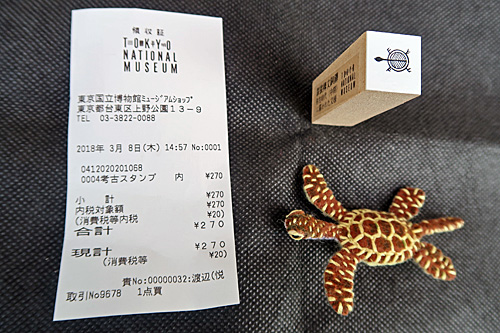 領収証
TOKYO
NATIONAL
MUSEUM
東京国立博物館ﾐｭｰｼﾞｱﾑｼｮｯﾌﾟ
東京都台東区上野公園13-9
TEL 03-3822-0088
2018年 3月 8日(木) 14:57 No:0001
0412020201068
0004考古スタンプ 内 ¥270
小 計 ¥270
内税対象額 ¥270
(消費税等内税 ¥20)
合計 ¥270
現計 ¥270
(消費税等 ¥20)
責No:00000032:渡辺(悦
取引No9678 1点買
TOKYO
NATIONAL
MUSEUM